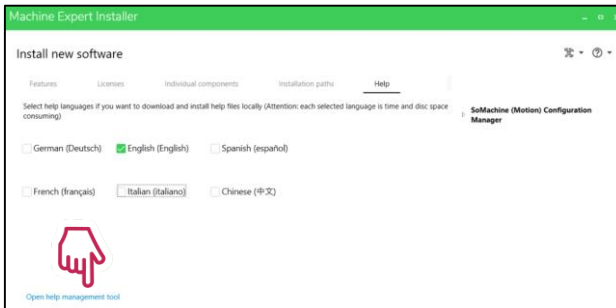 Machine Expert Installer
Install new software
Features Licenses Individual components Installation paths Help
Select help languages if you want to download and install help files locally (Attention: each selected language is time and disc space
consuming)
SoMachine (Motion) Configuration
Manager
German (Deutsch) English (English) Spanish (español)
French (français) Italian (italiano) Chinese (中文)
Open help management tool